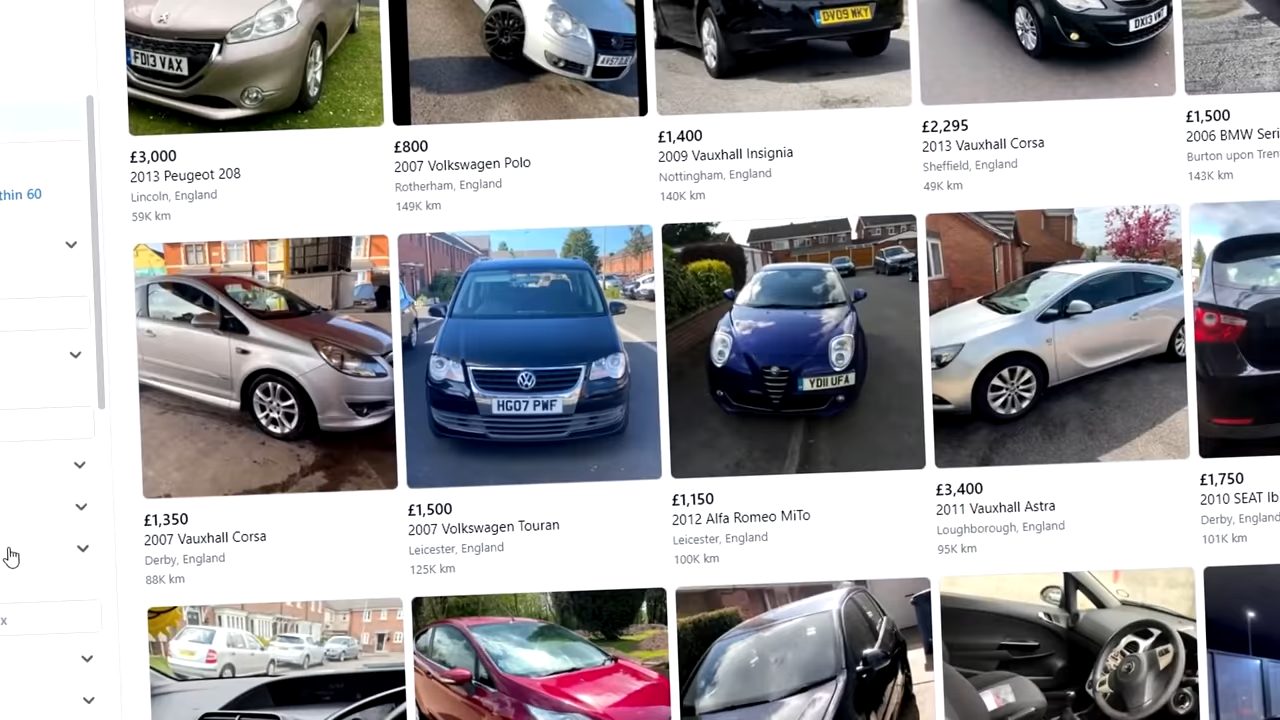 FD13 VAX
DV09 WKY
£3,000
2013 Peugeot 208
Lincoln, England
59K km
£800
2007 Volkswagen Polo
Rotherham, England
149K km
£1,400
2009 Vauxhall Insignia
Nottingham, England
140K km
£2,295
2013 Vauxhall Corsa
Sheffield, England
49K km
£1,500
2006 BMW Seri
Burton upon Tren
143K km
thin 60
HG07 PWF
YD11 UFA
£1,350
2007 Vauxhall Corsa
Derby, England
88K km
£1,500
2007 Volkswagen Touran
Leicester, England
125K km
£1,150
2012 Alfa Romeo MiTo
Leicester, England
100K km
£3,400
2011 Vauxhall Astra
Loughborough, England
95K km
£1,750
2010 SEAT Ib
Derby, England
101K km
x